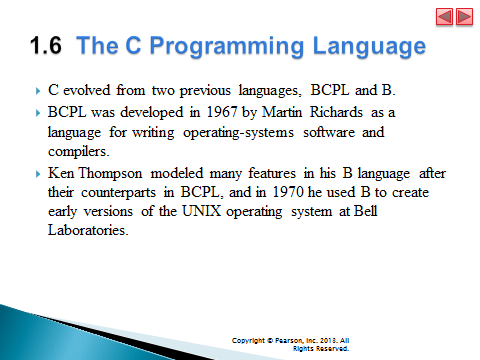 1.6 The C Programming Language
C evolved from two previous languages, BCPL and B.
BCPL was developed in 1967 by Martin Richards as a
language for writing operating-systems software and
compilers.
Ken Thompson modeled many features in his B language after
their counterparts in BCPL, and in 1970 he used B to create
early versions of the UNIX operating system at Bell
Laboratories.
Copyright © Pearson, Inc. 2013. All
Rights Reserved.